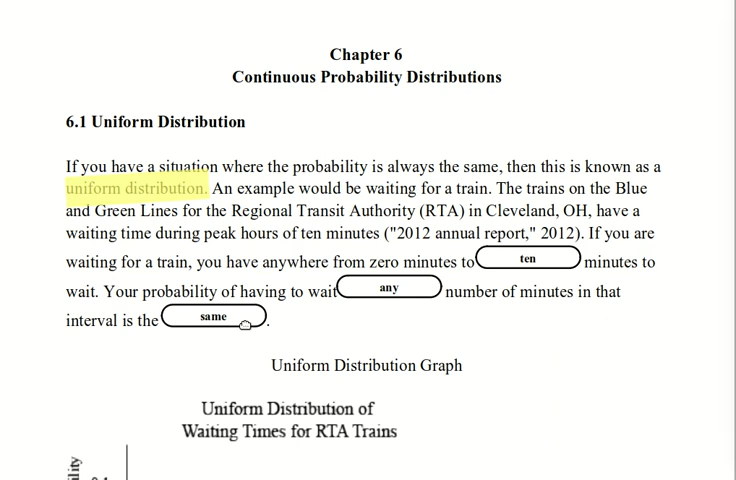 Chapter 6
Continuous Probability Distributions
6.1 Uniform Distribution
If you have a situation where the probability is always the same, then this is known as a
uniform distribution. An example would be waiting for a train. The trains on the Blue
and Green Lines for the Regional Transit Authority (RTA) in Cleveland, OH, have a
waiting time during peak hours of ten minutes ("2012 annual report," 2012). If you are
waiting for a train, you have anywhere from zero minutes to ten minutes to
wait. Your probability of having to wait any number of minutes in that
interval is the same.
Uniform Distribution Graph
Uniform Distribution of
Waiting Times for RTA Trains